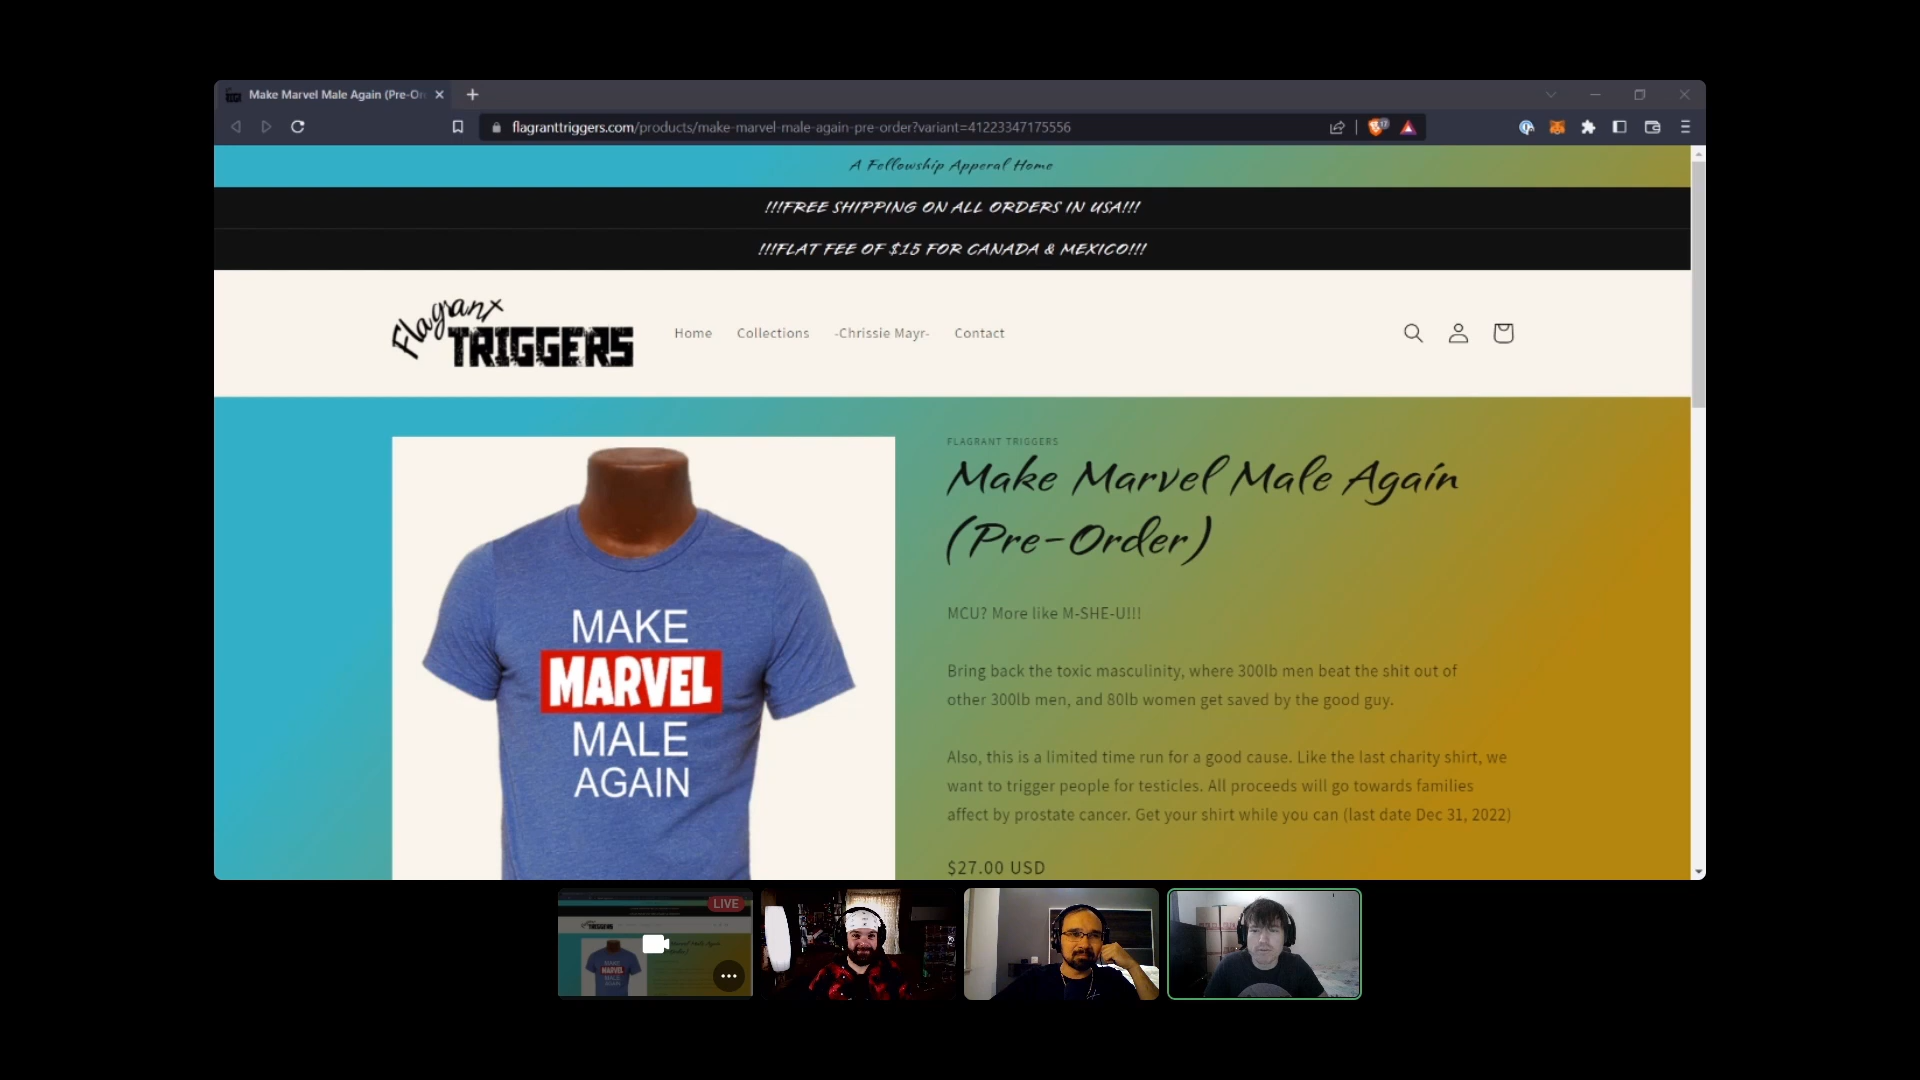 Make Marvel Male Again (Pre-Or
flagranttriggers.com/products/make-marvel-male-again-pre-order?variant=41223347175556
A Fellowship Apperal Home
!!!FREE SHIPPING ON ALL ORDERS IN USA!!!
!!!FLAT FEE OF $15 FOR CANADA & MEXICO!!!
Flagrant
TRIGGERS
Home Collections -Chrissie Mayr- Contact
FLAGRANT TRIGGERS
Make Marvel Male Again
(Pre-Order)
MCU? More like M-SHE-U!!!
Bring back the toxic masculinity, where 300lb men beat the shit out of
other 300lb men, and 80lb women get saved by the good guy.
Also, this is a limited time run for a good cause. Like the last charity shirt, we
want to trigger people for testicles. All proceeds will go towards families
affect by prostate cancer. Get your shirt while you can (last date Dec 31, 2022)
$27.00 USD
MAKE
MARVEL
MALE
AGAIN
LIVE